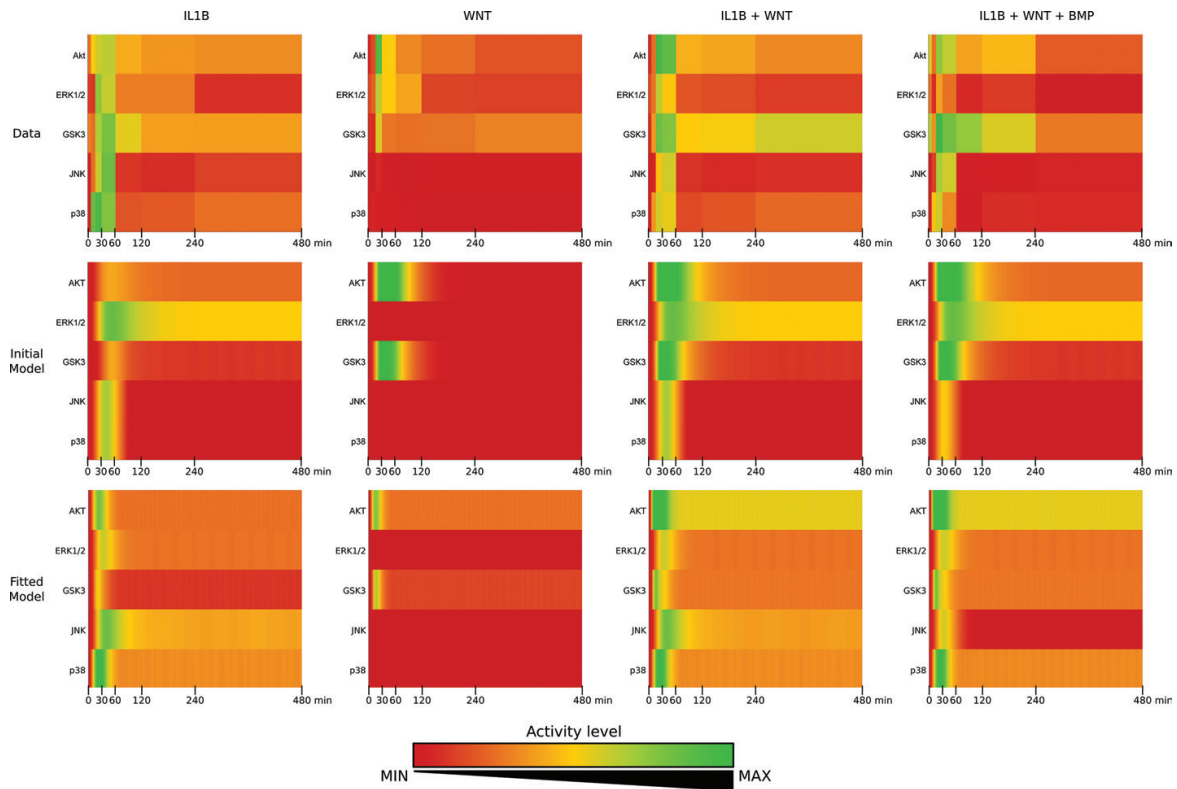 IL1B WNT IL1B + WNT IL1B + WNT + BMP
Data
Akt
ERK1/2
GSK3
JNK
p38
0 30 60 120 240 480 min
Akt
ERK1/2
GSK3
JNK
p38
0 30 60 120 240 480 min
Akt
ERK1/2
GSK3
JNK
p38
0 30 60 120 240 480 min
Akt
ERK1/2
GSK3
JNK
p38
0 30 60 120 240 480 min
Initial
Model
AKT
ERK1/2
GSK3
JNK
p38
0 30 60 120 240 480 min
AKT
ERK1/2
GSK3
JNK
p38
0 30 60 120 240 480 min
AKT
ERK1/2
GSK3
JNK
p38
0 30 60 120 240 480 min
AKT
ERK1/2
GSK3
JNK
p38
0 30 60 120 240 480 min
Fitted
Model
AKT
ERK1/2
GSK3
JNK
p38
0 30 60 120 240 480 min
AKT
ERK1/2
GSK3
JNK
p38
0 30 60 120 240 480 min
AKT
ERK1/2
GSK3
JNK
p38
0 30 60 120 240 480 min
AKT
ERK1/2
GSK3
JNK
p38
0 30 60 120 240 480 min
Activity level
MIN MAX